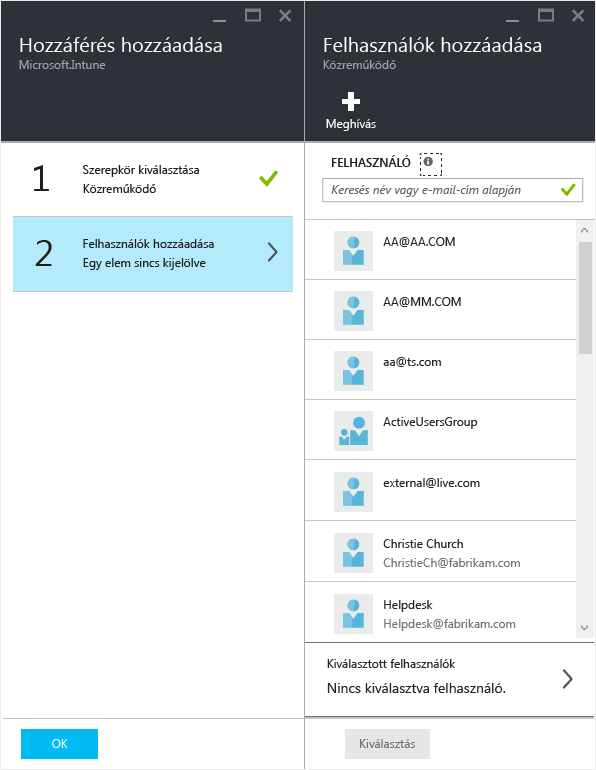 Hozzáférés hozzáadása
Microsoft.Intune
1
Szerepkör kiválasztása
Közreműködő
2
Felhasználók hozzáadása
Egy elem sincs kijelölve
OK
Felhasználók hozzáadása
Közreműködő
Meghívás
FELHASZNÁLÓ
Keresés név vagy e-mail-cím alapján
AA@AA.COM
AA@MM.COM
aa@ts.com
ActiveUsersGroup
external@live.com
Christie Church
ChristieCh@fabrikam.com
Helpdesk
Helpdesk@fabrikam.com
Kiválasztott felhasználók
Nincs kiválasztva felhasználó.
Kiválasztás